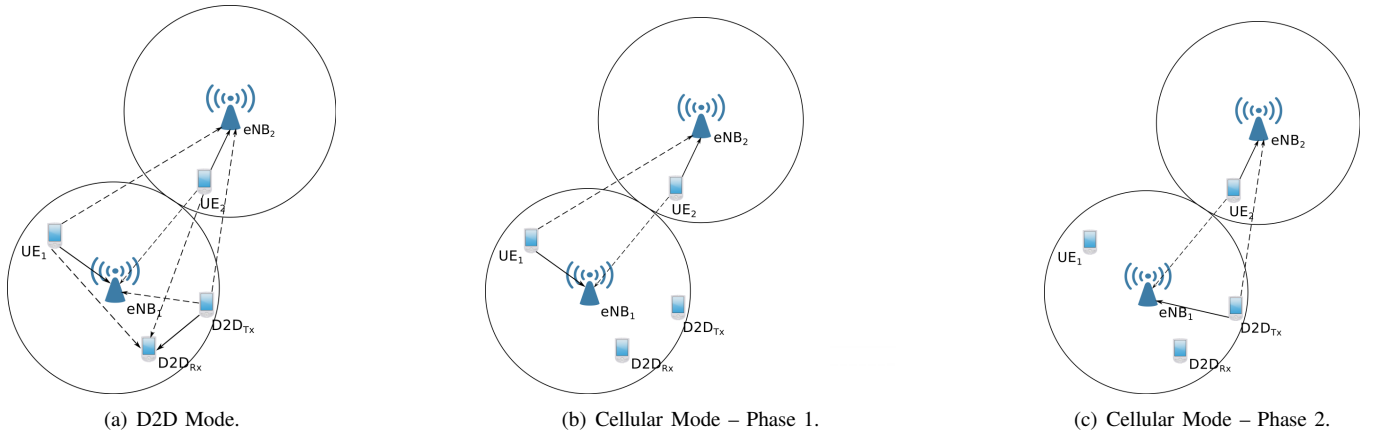 eNB2
UE2
UE1
eNB1
D2DTx
D2DRx
(a) D2D Mode.
eNB2
UE2
UE1
eNB1
D2DTx
D2DRx
(b) Cellular Mode – Phase 1.
eNB2
UE2
UE1
eNB1
D2DTx
D2DRx
(c) Cellular Mode – Phase 2.